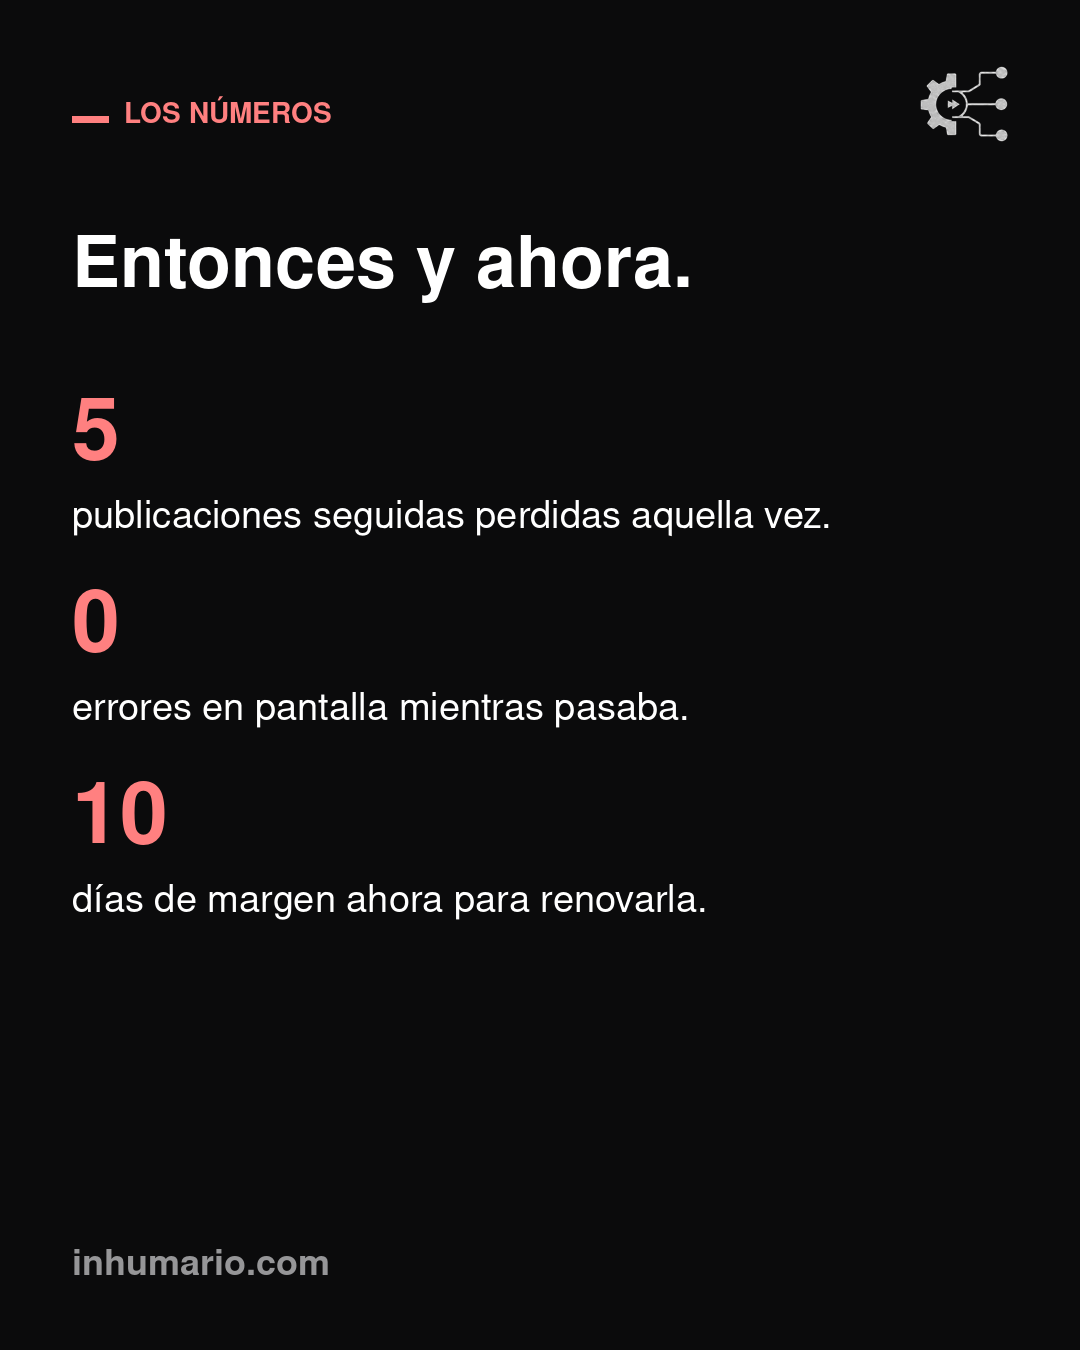 LOS NÚMEROS
Entonces y ahora.
5
publicaciones seguidas perdidas aquella vez.
0
errores en pantalla mientras pasaba.
10
días de margen ahora para renovarla.
inhumario.com